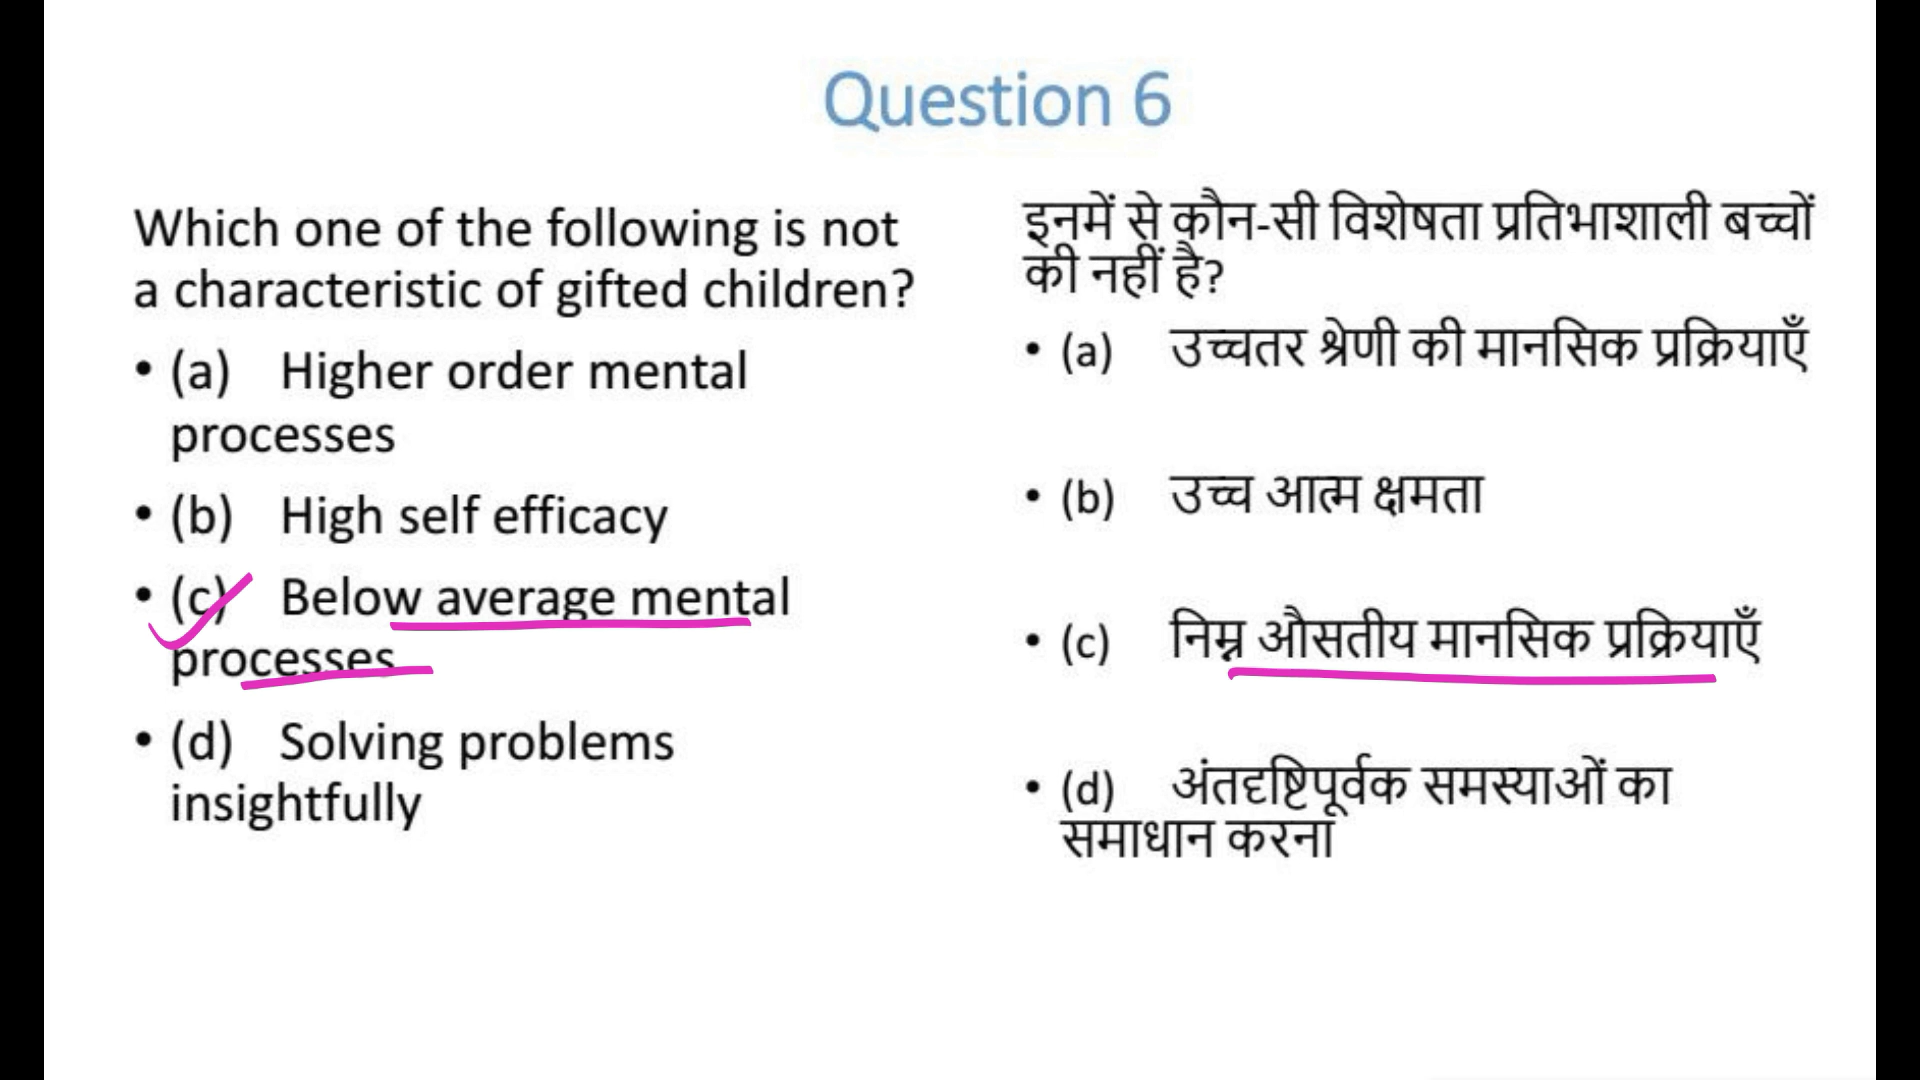 Question 6
Which one of the following is not
a characteristic of gifted children?
• (a) Higher order mental
processes
• (b) High self efficacy
• (c) Below average mental
processes
• (d) Solving problems
insightfully
इनमें से कौन-सी विशेषता प्रतिभाशाली बच्चों
की नहीं है?
• (a) उच्चतर श्रेणी की मानसिक प्रक्रियाएँ
• (b) उच्च आत्म क्षमता
• (c) निम्न औसतीय मानसिक प्रक्रियाएँ
• (d) अंतदृष्टिपूर्वक समस्याओं का
समाधान करना